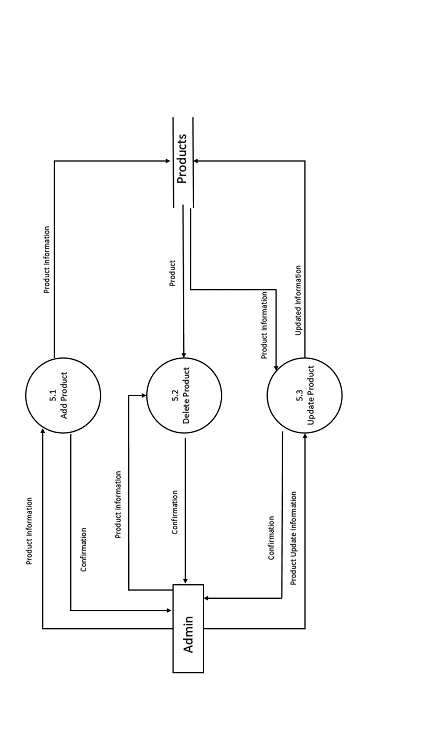 Product Information
Confirmation
5.1
Add Product
Product Information
Admin
Product Information
Confirmation
5.2
Delete Product
Product
Products
Confirmation
Product Update Information
5.3
Update Product
Product Information
Updated Information